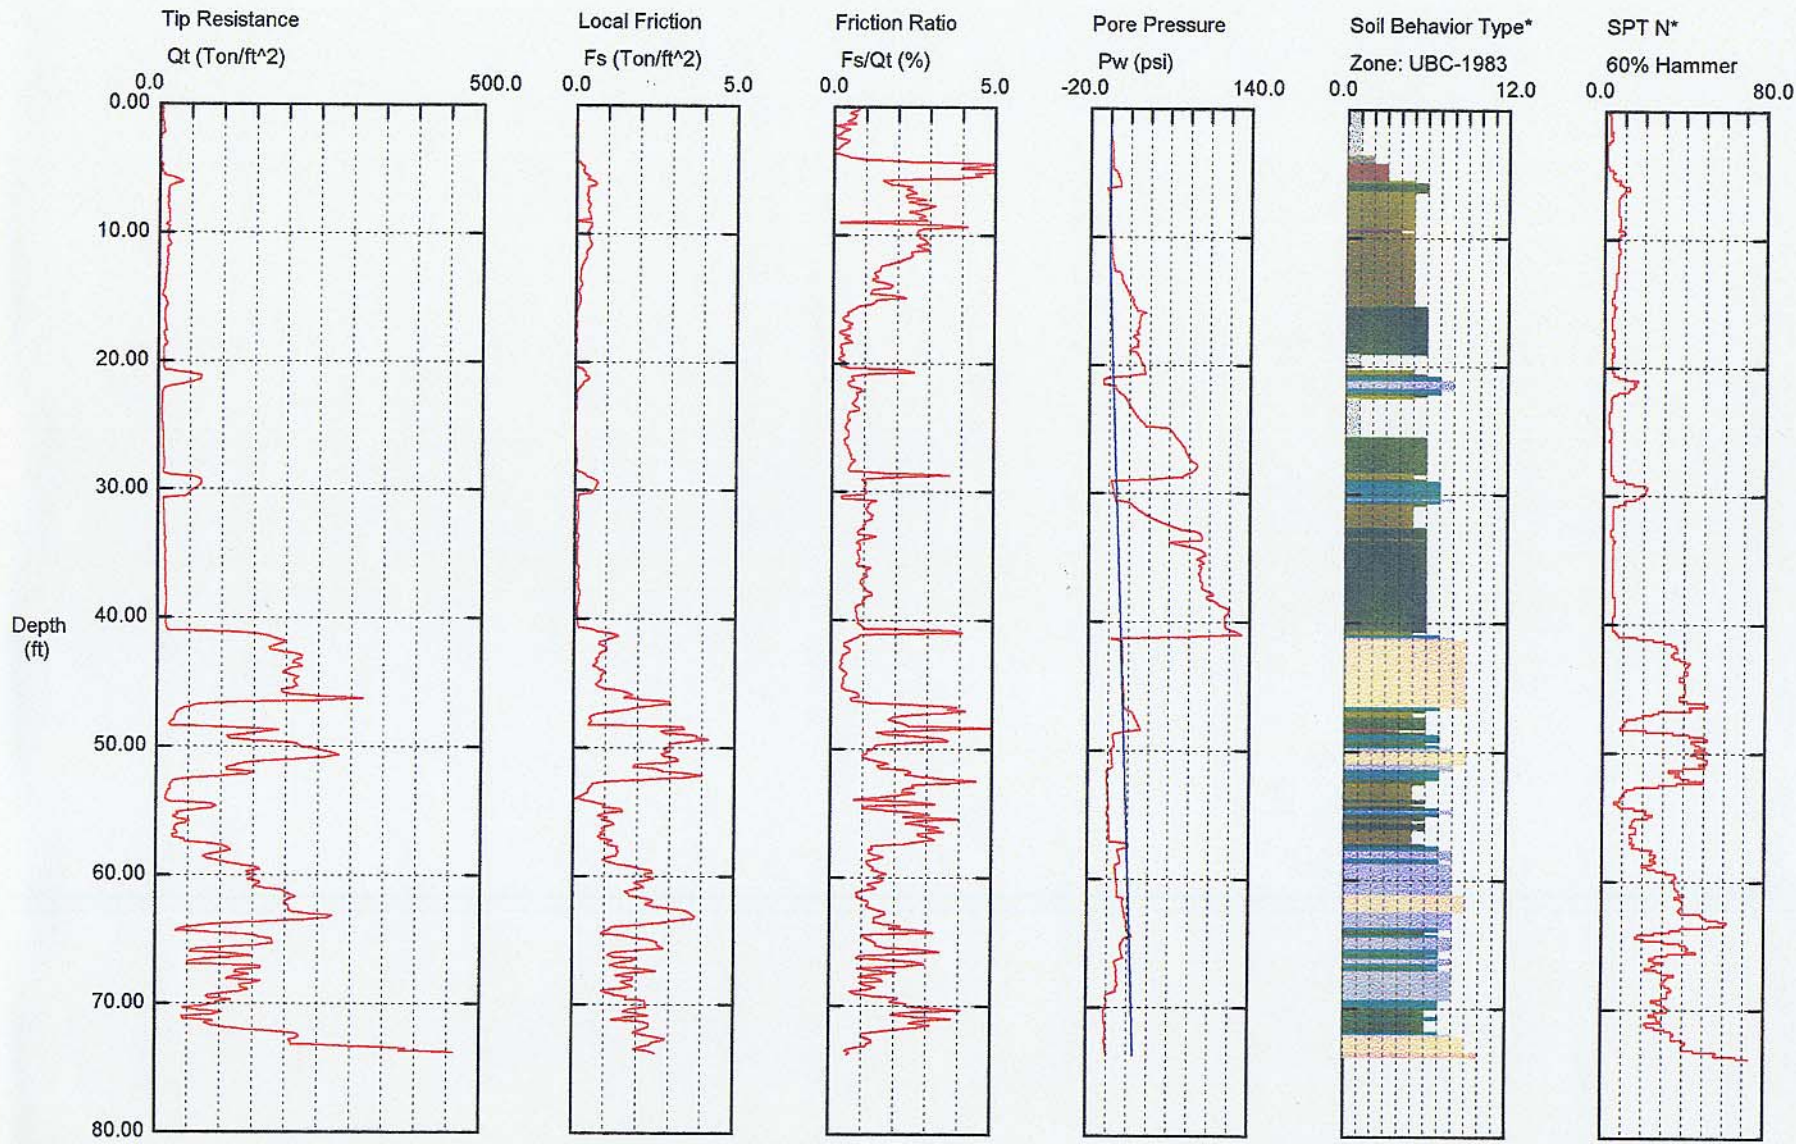 Tip Resistance
Qt (Ton/ft^2)
0.0 500.0
Local Friction
Fs (Ton/ft^2)
0.0 5.0
Friction Ratio
Fs/Qt (%)
0.0 5.0
Pore Pressure
Pw (psi)
-20.0 140.0
Soil Behavior Type*
Zone: UBC-1983
0.0 12.0
SPT N*
60% Hammer
0.0 80.0
0.00
10.00
20.00
30.00
40.00
Depth
(ft)
50.00
60.00
70.00
80.00